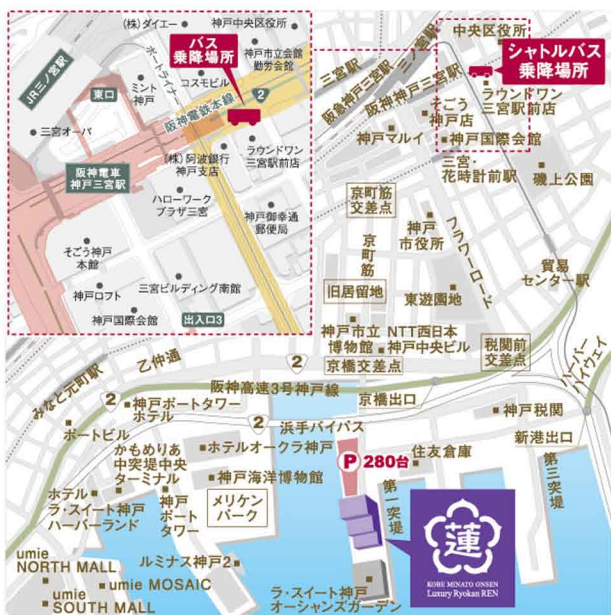 (株)ダイエー
神戸中央区役所
JR三ノ宮駅
ポートライナー
バス
乗降場所
神戸市立会館
勤労会館
コスモビル
ミント
神戸
東口
阪神電鉄本線
2
三宮オーパ
阪神電車
神戸三宮駅
(株)阿波銀行
神戸支店
ラウンドワン
三宮駅前店
ハローワーク
プラザ三宮
神戸御幸通
郵便局
そごう神戸
本館
神戸ロフト
三宮ビルディング南館
神戸国際会館
出入口3
中央区役所
シャトルバス
乗降場所
三宮駅
阪急神戸三宮駅
三ノ宮駅
阪神神戸三宮駅
ラウンドワン
三宮駅前店
そごう
神戸店
神戸マルイ
神戸国際会館
三宮・
花時計前駅
磯上公園
京町筋
交差点
神戸
市役所
フラワーロード
京町筋
貿易
センター駅
旧居留地
東遊園地
神戸市立
博物館
NTT西日本
神戸中央ビル
税関前
交差点
京橋交差点
2
乙仲通
みなと元町駅
阪神高速3号神戸線
ハーバー
ハイウェイ
京橋出口
2
神戸ポートタワー
ホテル
2
浜手バイパス
神戸税関
新港出口
ポートビル
ホテルオークラ神戸
かもめりあ
中突堤中央
ターミナル
P 280台
住友倉庫
神戸海洋博物館
第一突堤
第三突堤
ホテル
ラ・スイート神戸
ハーバーランド
神戸
ポート
タワー
メリケン
パーク
蓮
KOBE MINATO ONSEN
Luxury Ryokan REN
umie
NORTH MALL
ルミナス神戸2
umie MOSAIC
umie
SOUTH MALL
ラ・スイート神戸
オーシャンズガーデン